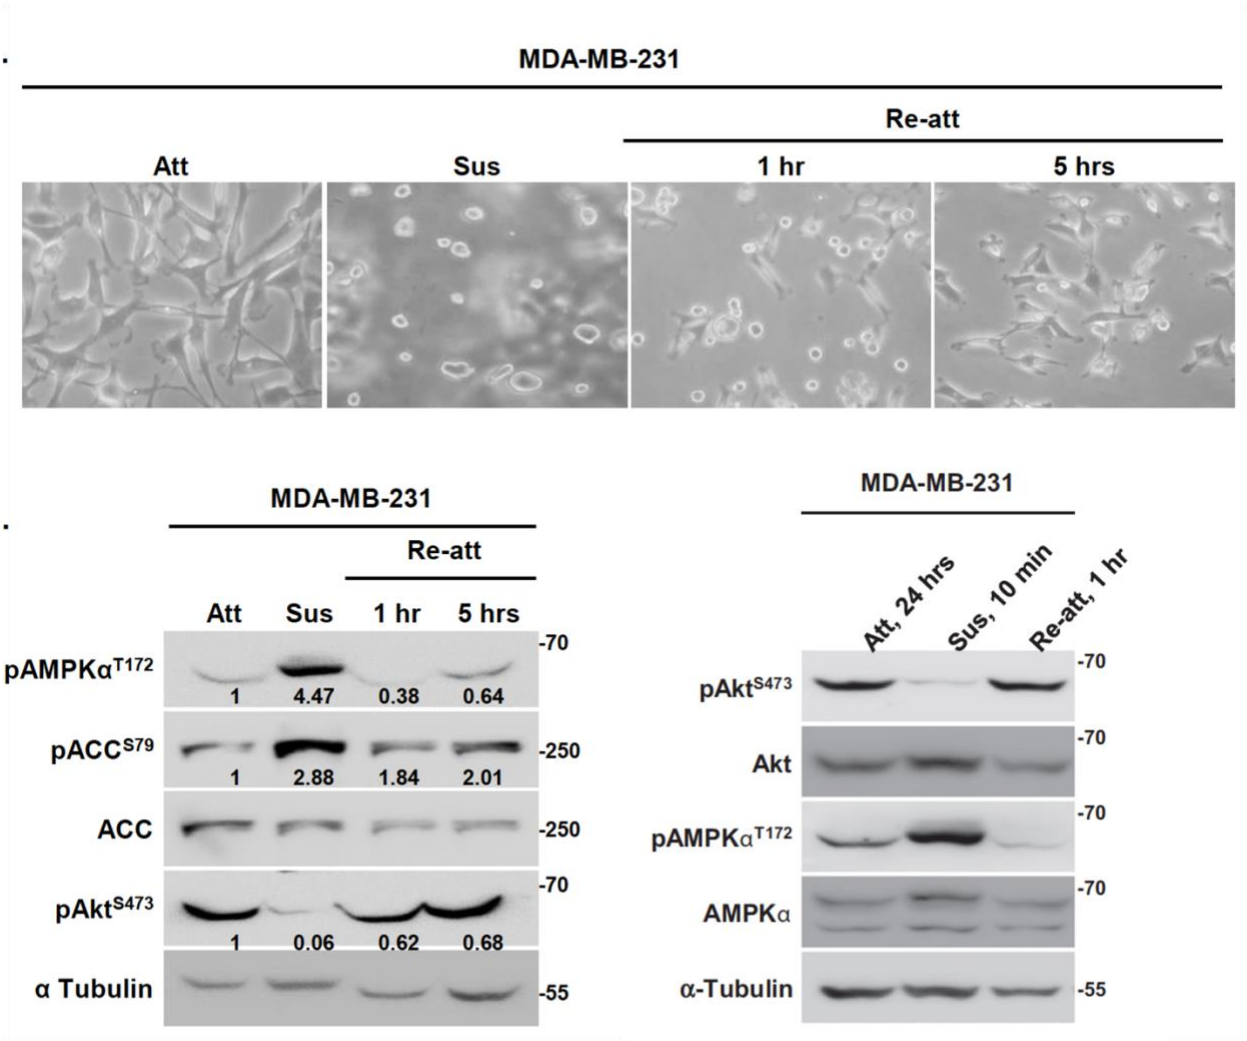 MDA-MB-231
Re-att
Att Sus 1 hr 5 hrs
MDA-MB-231
Re-att
Att Sus 1 hr 5 hrs
-70
pAMPKαT172
1 4.47 0.38 0.64
pACCS79
-250
1 2.88 1.84 2.01
ACC
-250
-70
pAktS473
1 0.06 0.62 0.68
α Tubulin
-55
MDA-MB-231
Att, 24 hrs
Sus, 10 min
Re-att, 1 hr
-70
pAktS473
-70
Akt
-70
pAMPKαT172
-70
AMPKα
α-Tubulin
-55